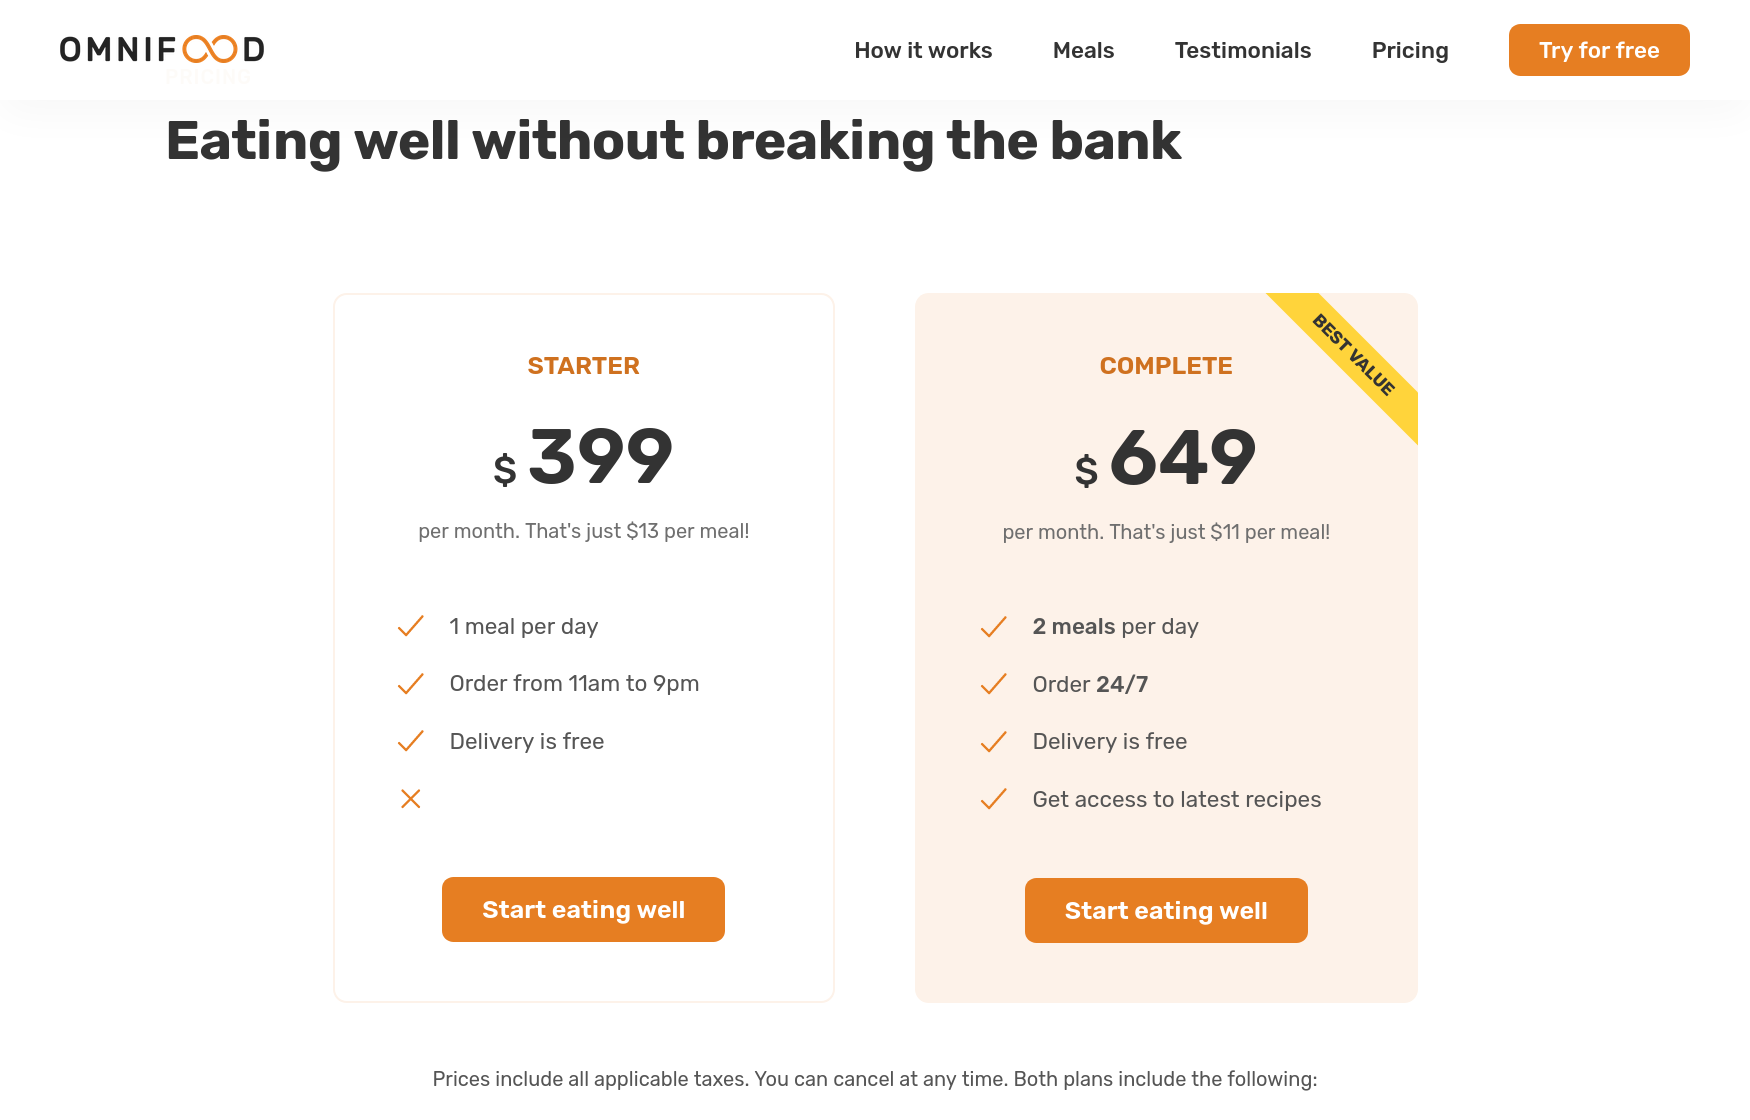 OMNIFOOD
How it works
Meals
Testimonials
Pricing
Try for free
PRICING
Eating well without breaking the bank
STARTER
$ 399
per month. That's just $13 per meal!
1 meal per day
Order from 11am to 9pm
Delivery is free
Start eating well
BEST VALUE
COMPLETE
$ 649
per month. That's just $11 per meal!
2 meals per day
Order 24/7
Delivery is free
Get access to latest recipes
Start eating well
Prices include all applicable taxes. You can cancel at any time. Both plans include the following: